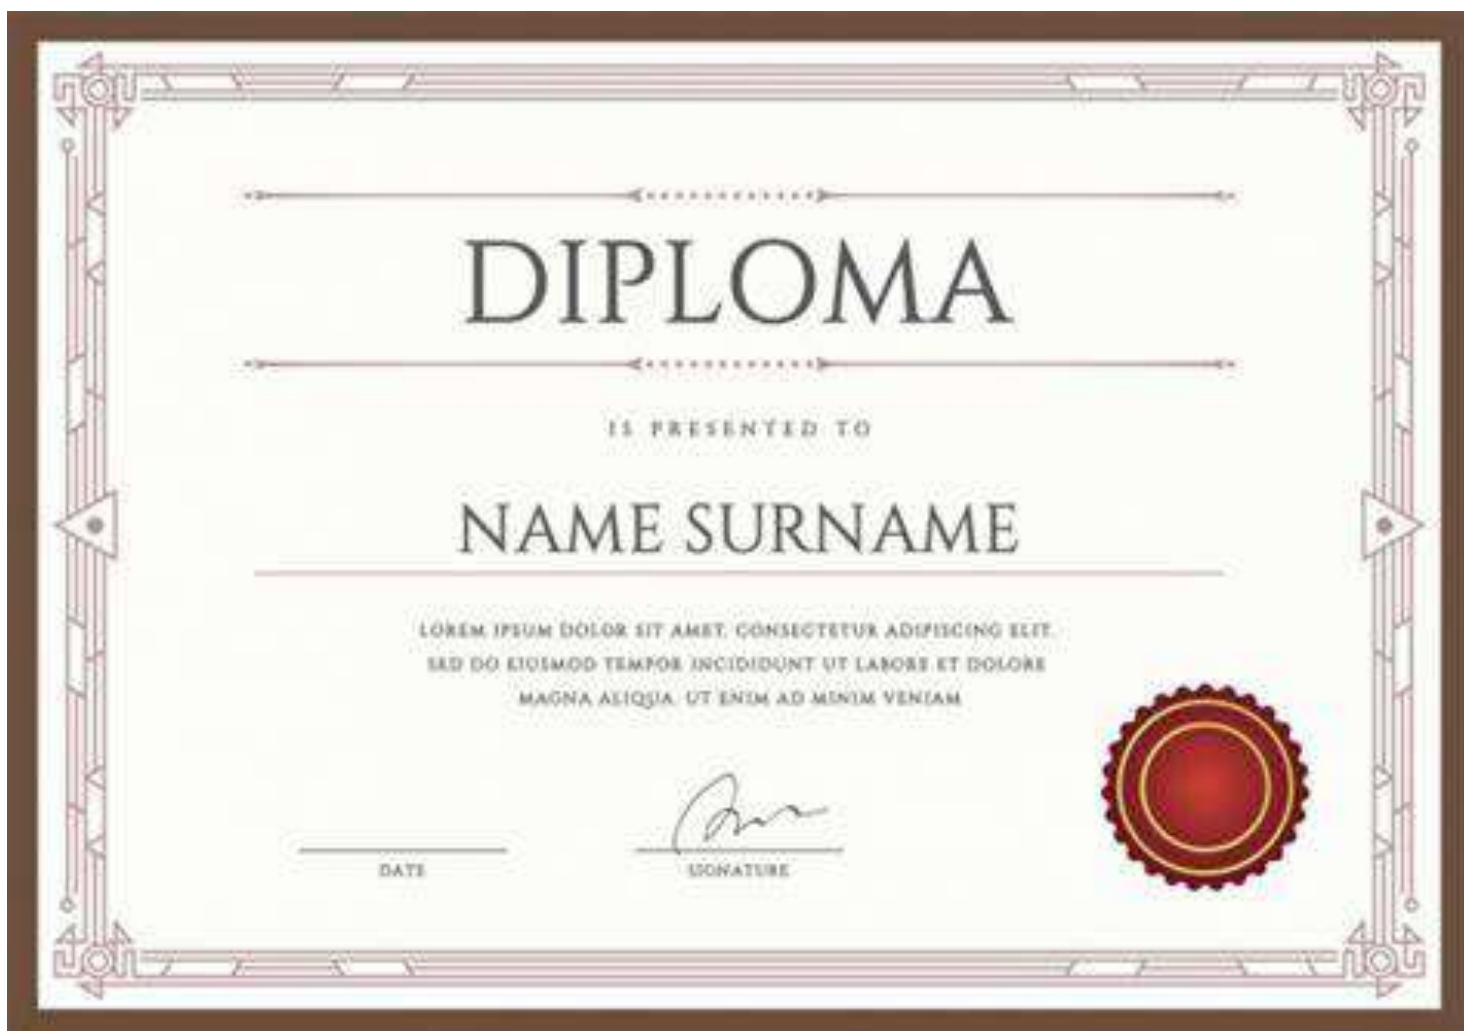 DIPLOMA
IS PRESENTED TO
NAME SURNAME
LOREM IPSUM DOLOR SIT AMET, CONSECTETUR ADIPISCING ELIT,
SED DO EIUSMOD TEMPOR INCIDIDUNT UT LABORE ET DOLORE
MAGNA ALIQUA. UT ENIM AD MINIM VENIAM
DATE
SIGNATURE